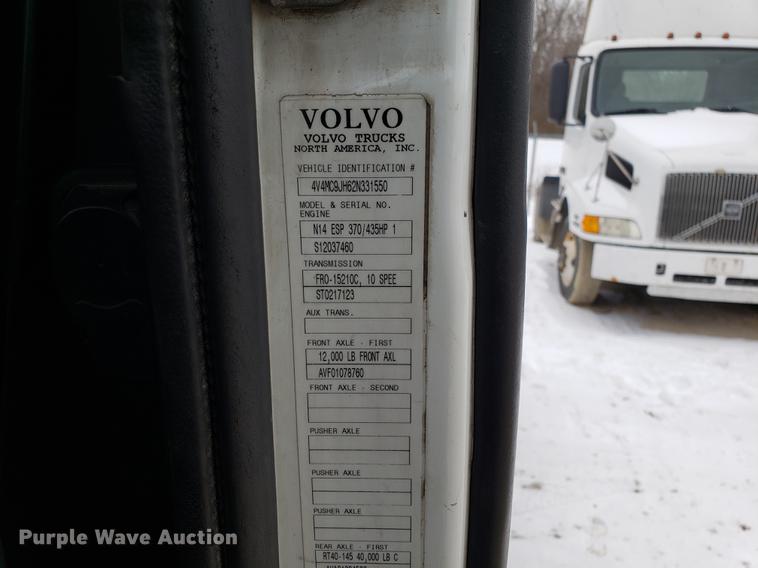 VOLVO
VOLVO TRUCKS
NORTH AMERICA, INC.
VEHICLE IDENTIFICATION #
4V4MC9JH62N331550
MODEL & SERIAL NO.
ENGINE
N14 ESP 370/435HP 1
S12037460
TRANSMISSION
FRO-15210C, 10 SPEE
ST0217123
AUX TRANS.
FRONT AXLE - FIRST
12,000 LB FRONT AXL
AVF01078760
FRONT AXLE - SECOND
PUSHER AXLE
PUSHER AXLE
PUSHER AXLE
REAR AXLE - FIRST
RT40-145 40,000 LB C
Purple Wave Auction